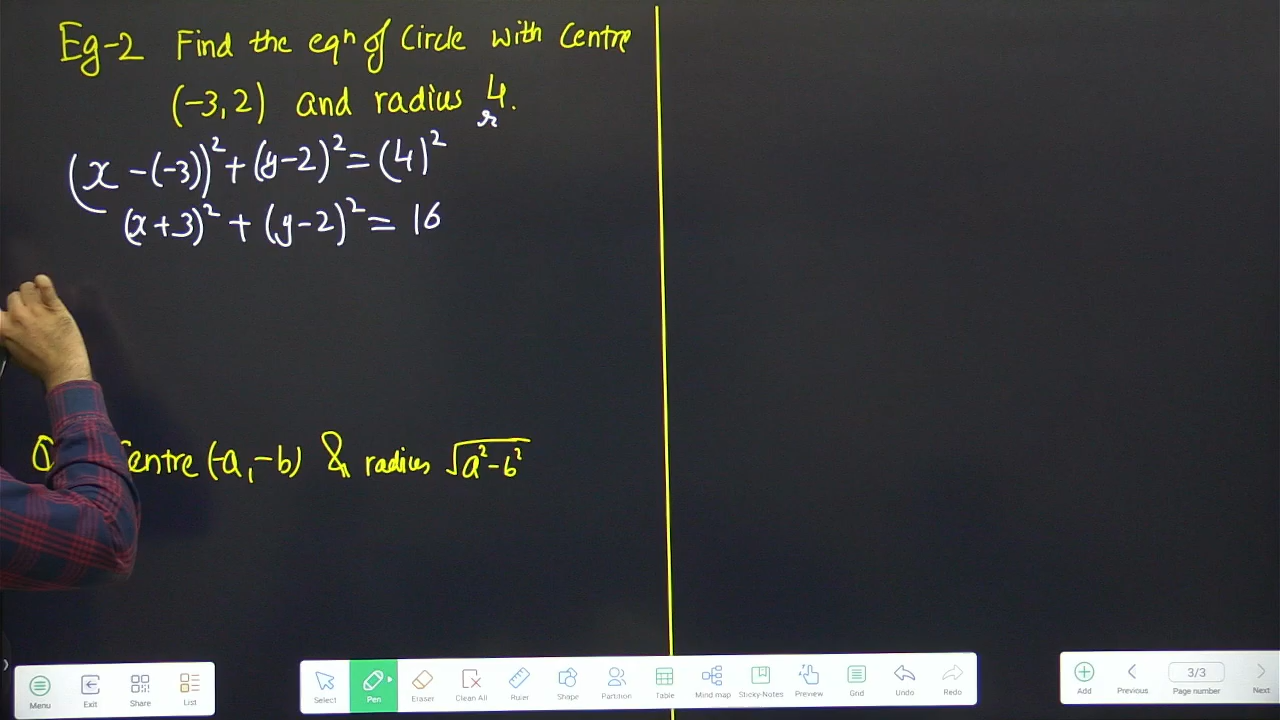 Eg-2 Find the eqⁿ of Circle with Centre
(-3, 2) and radius 4.
r
(x -(-3))² + (y-2)² = (4)²
(x+3)² + (y-2)² = 16
Centre (-a, -b) & radius √a²-b²
Menu Exit Share List Select Pen Eraser Clean All Ruler Shape Partition Table Mind map Sticky-Notes Preview Grid Undo Redo Add Previous 3/3 Page number Next